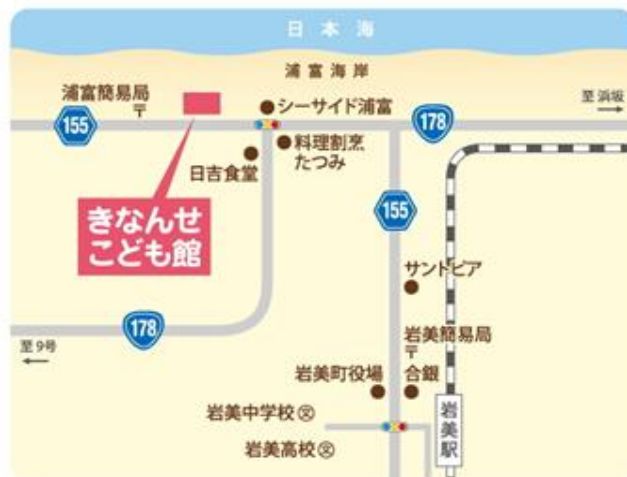 日本海
浦富海岸
浦富簡易局
〒
シーサイド浦富
至 浜坂
155
178
日吉食堂
料理割烹
たつみ
きなんせ
こども館
155
サンドピア
178
至 9号
岩美簡易局
〒
岩美町役場
合銀
岩美中学校 文
岩美高校 文
岩美駅